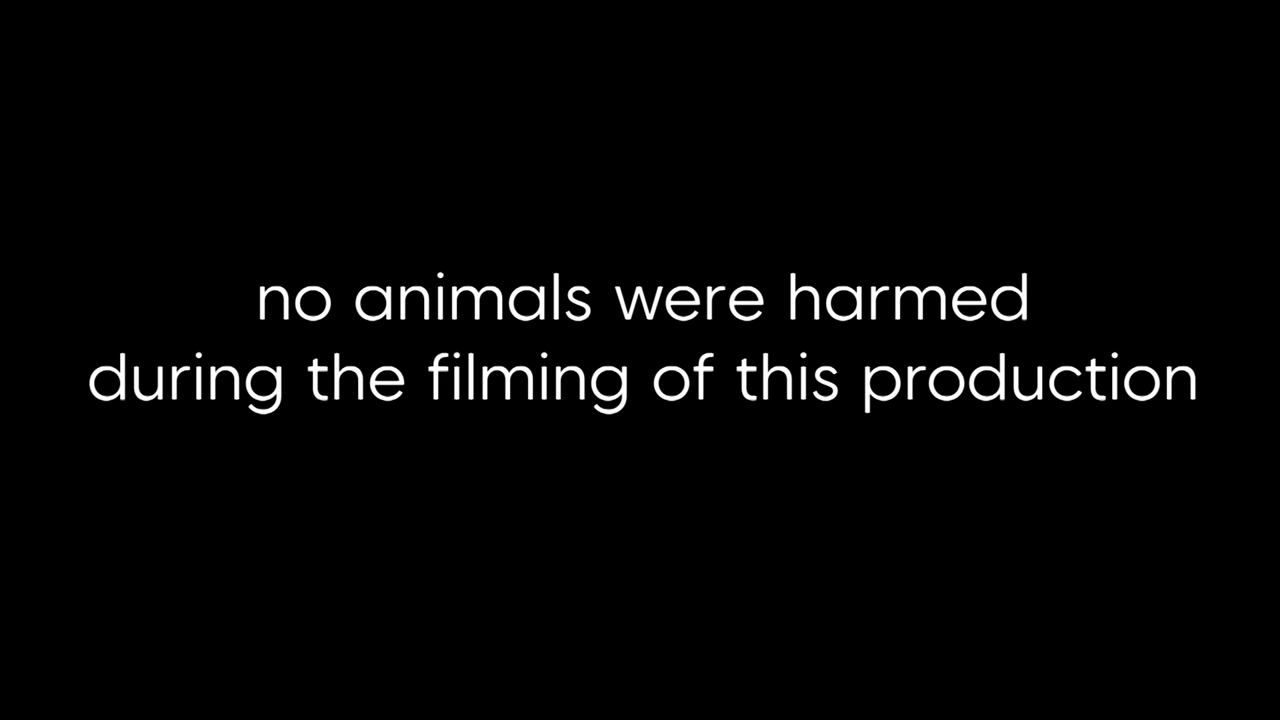 no animals were harmed
during the filming of this production